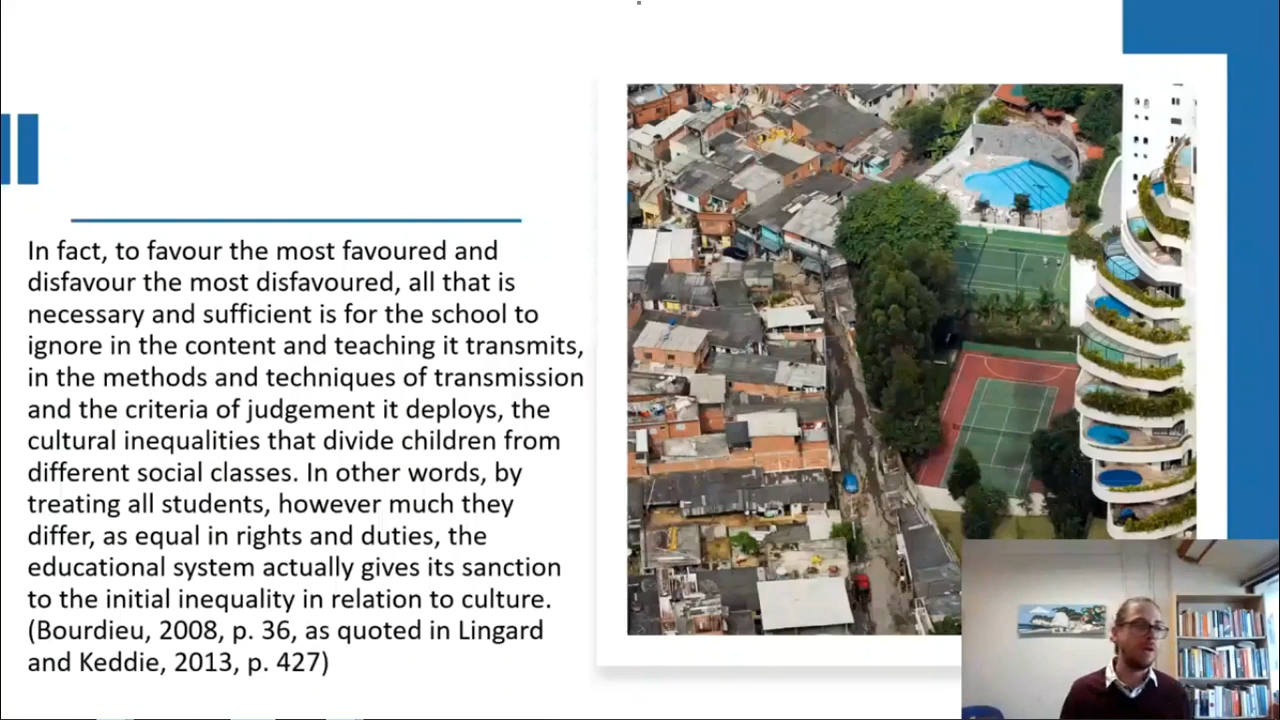 In fact, to favour the most favoured and
disfavour the most disfavoured, all that is
necessary and sufficient is for the school to
ignore in the content and teaching it transmits,
in the methods and techniques of transmission
and the criteria of judgement it deploys, the
cultural inequalities that divide children from
different social classes. In other words, by
treating all students, however much they
differ, as equal in rights and duties, the
educational system actually gives its sanction
to the initial inequality in relation to culture.
(Bourdieu, 2008, p. 36, as quoted in Lingard
and Keddie, 2013, p. 427)